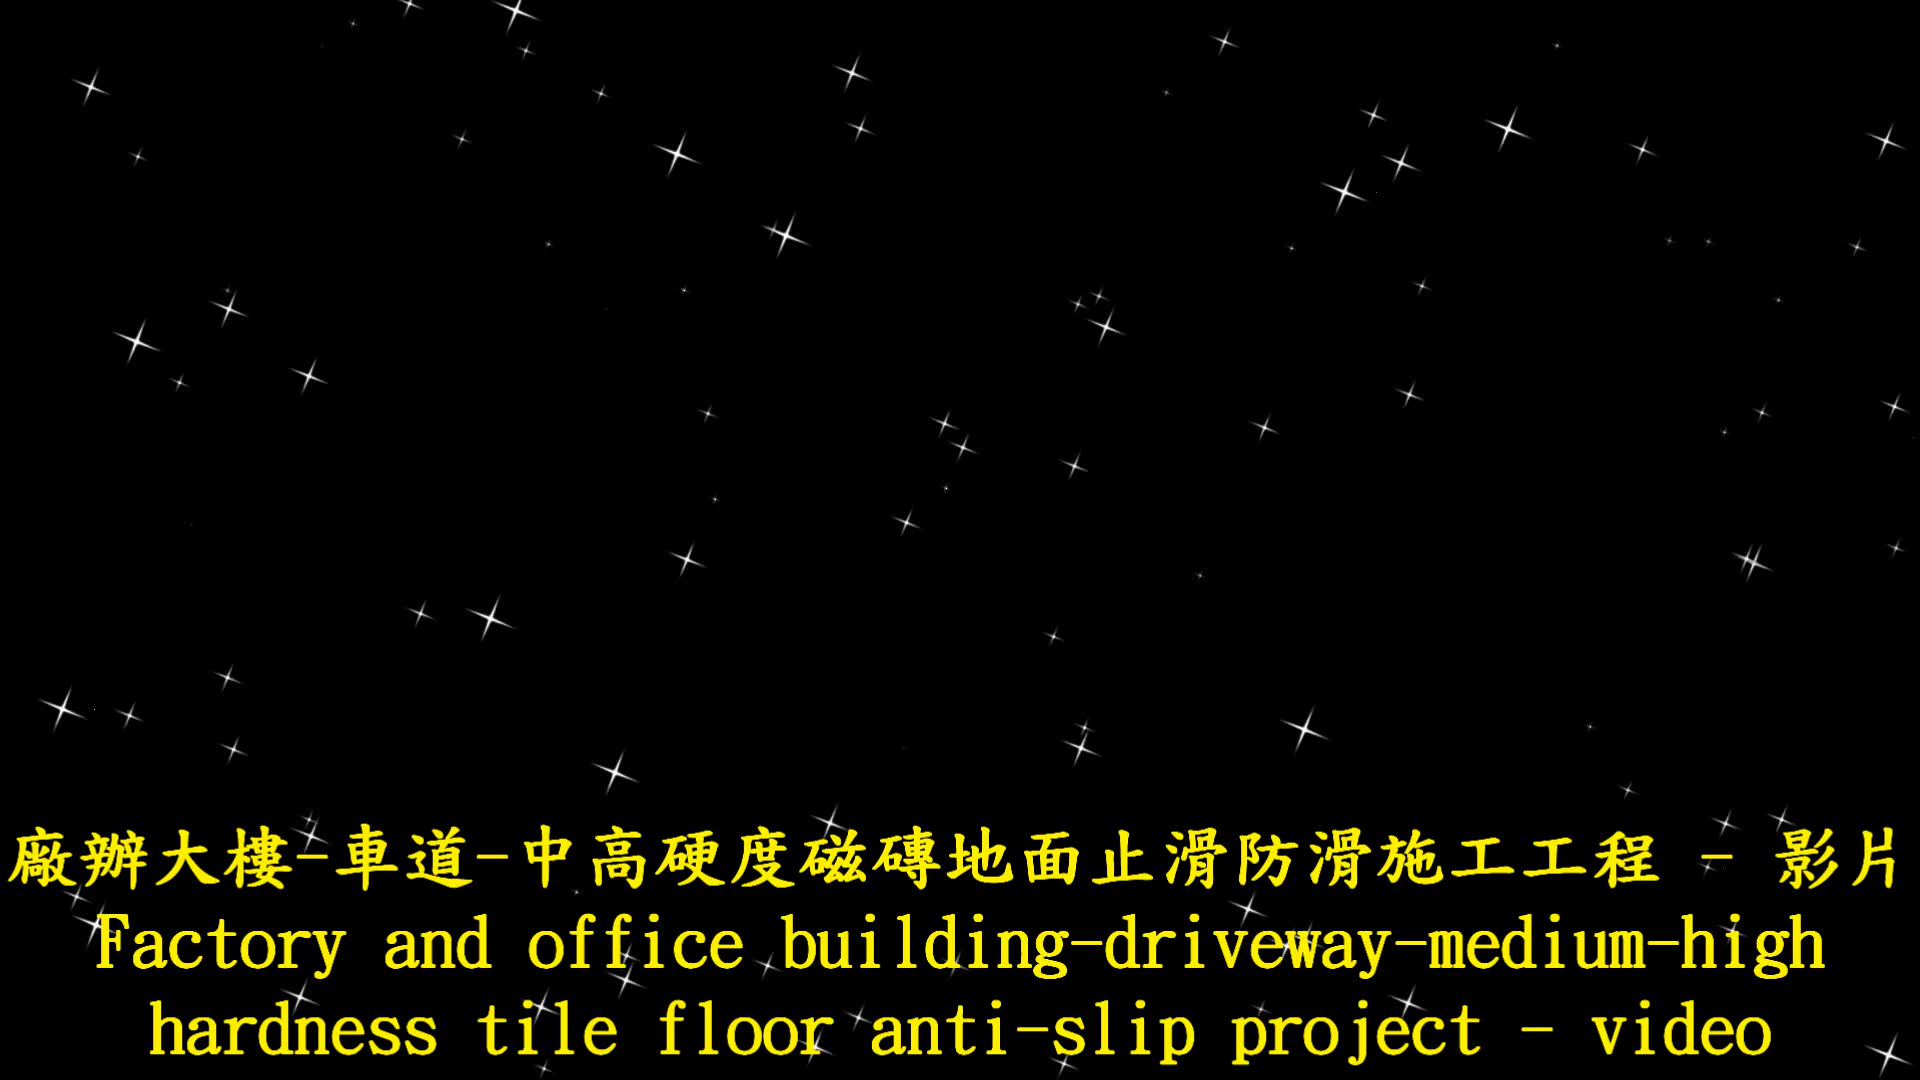 廠辦大樓-車道-中高硬度磁磚地面止滑防滑施工工程 - 影片
Factory and office building-driveway-medium-high
hardness tile floor anti-slip project - video